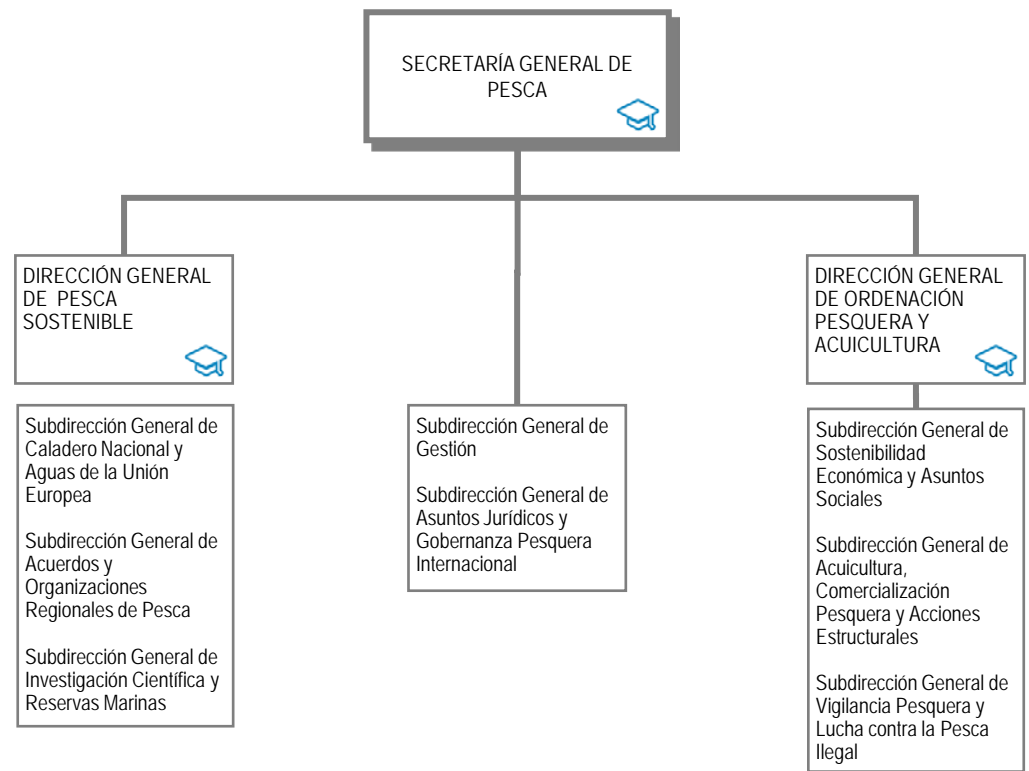 SECRETARÍA GENERAL DE
PESCA
DIRECCIÓN GENERAL
DE PESCA
SOSTENIBLE
Subdirección General de
Caladero Nacional y
Aguas de la Unión
Europea
Subdirección General de
Acuerdos y
Organizaciones
Regionales de Pesca
Subdirección General de
Investigación Científica y
Reservas Marinas
Subdirección General de
Gestión
Subdirección General de
Asuntos Jurídicos y
Gobernanza Pesquera
Internacional
DIRECCIÓN GENERAL
DE ORDENACIÓN
PESQUERA Y
ACUICULTURA
Subdirección General de
Sostenibilidad
Económica y Asuntos
Sociales
Subdirección General de
Acuicultura,
Comercialización
Pesquera y Acciones
Estructurales
Subdirección General de
Vigilancia Pesquera y
Lucha contra la Pesca
Ilegal